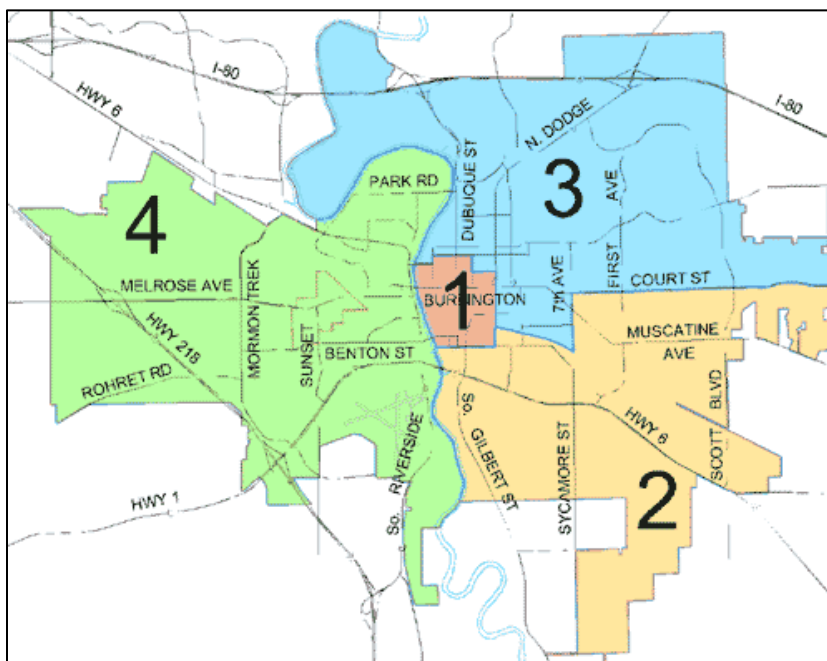 I-80
HWY 6
I-80
N. DODGE
DUBUQUE ST
PARK RD
3
FIRST AVE
4
MELROSE AVE
MORMON TREK
SUNSET
1
BURLINGTON
7th AVE
COURT ST
MUSCATINE
AVE
BENTON ST
HWY 218
ROHRET RD
So. RIVERSIDE
So. GILBERT ST
SYCAMORE ST
HWY 6
SCOTT BLVD
2
HWY 1